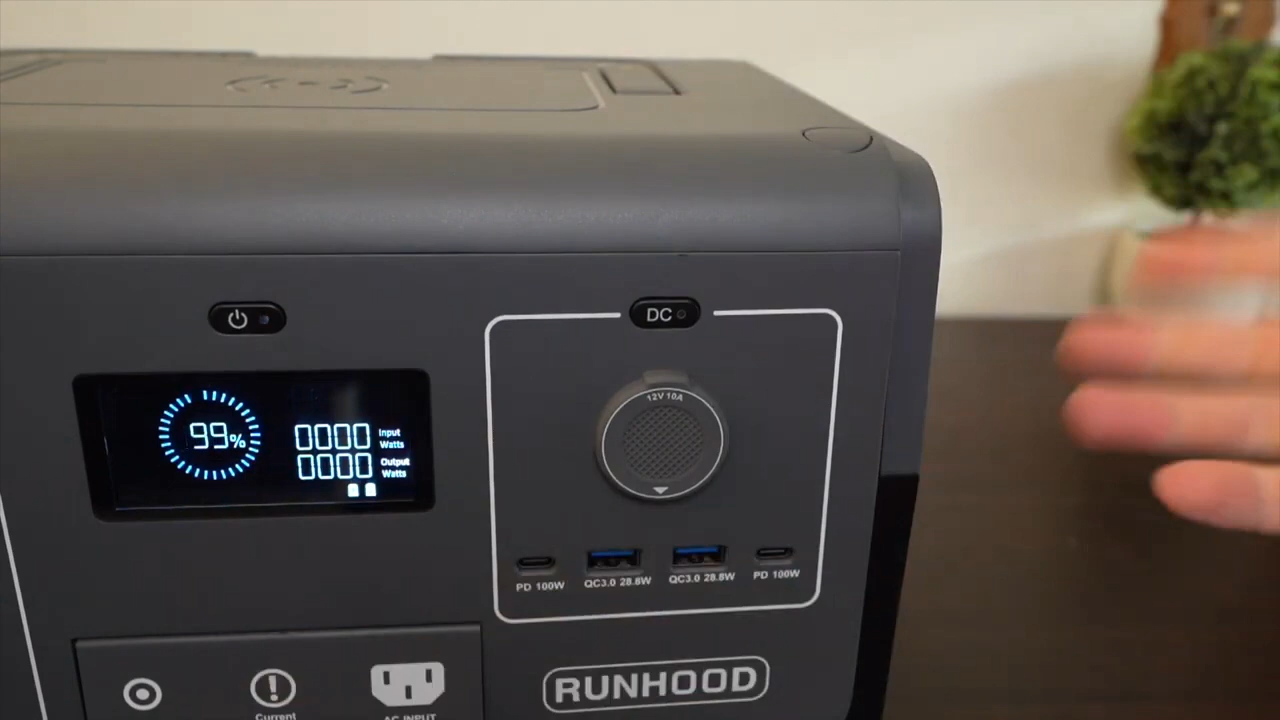 DC
12V 10A
99%
0000 Input Watts
0000 Output Watts
PD 100W
QC3.0 28.8W
QC3.0 28.8W
PD 100W
RUNHOOD
Current
AC INPUT